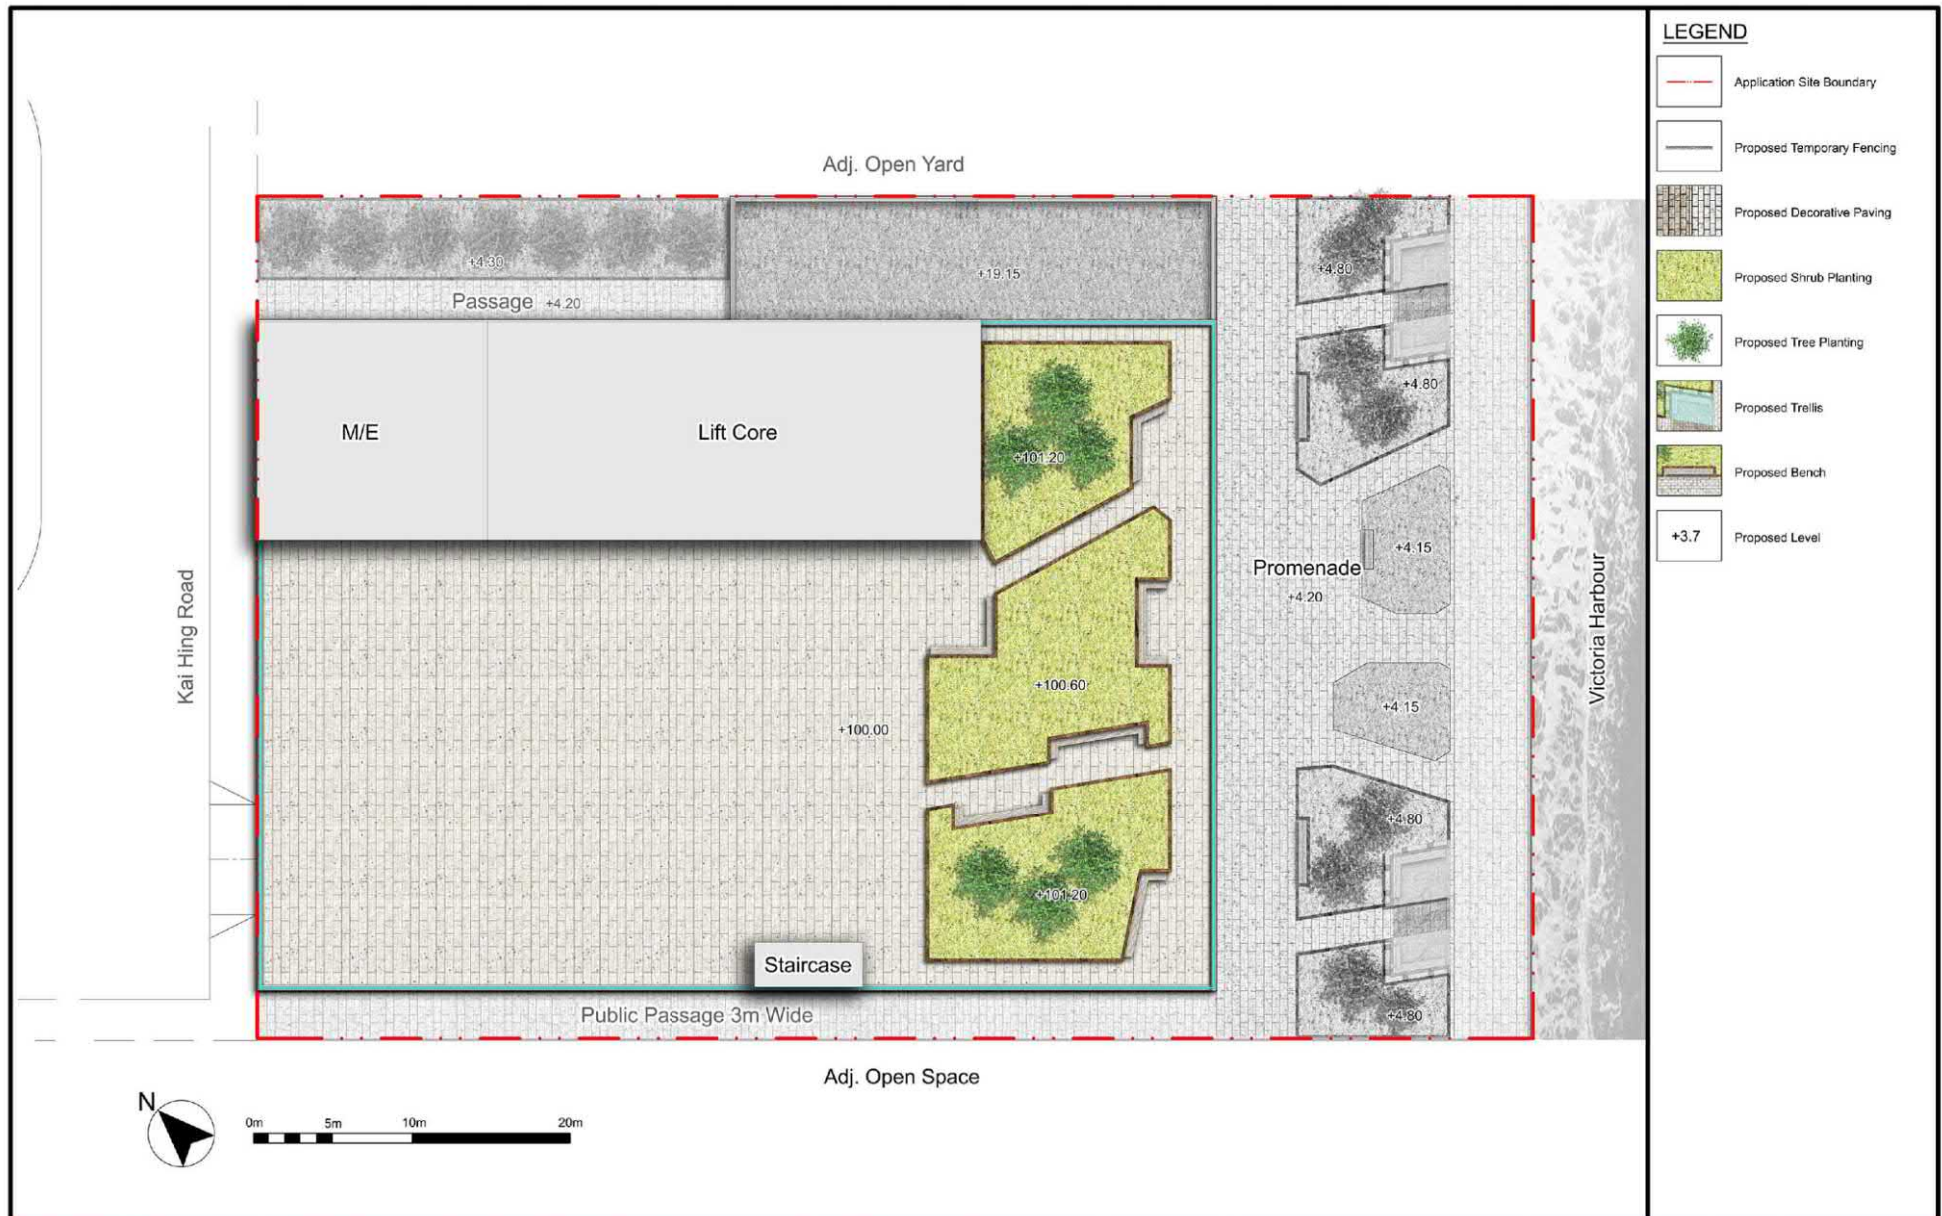 LEGEND
Application Site Boundary
Proposed Temporary Fencing
Proposed Decorative Paving
Proposed Shrub Planting
Proposed Tree Planting
Proposed Trellis
Proposed Bench
+3.7 Proposed Level
Adj. Open Yard
+4.30
+19.15
+4.80
Passage +4.20
+4.80
M/E
Lift Core
+101.20
+4.15
Promenade
+4.20
Kai Hing Road
Victoria Harbour
+100.60
+4.15
+100.00
+4.80
+101.20
Staircase
Public Passage 3m Wide
+4.80
Adj. Open Space
N
0m 5m 10m 20m